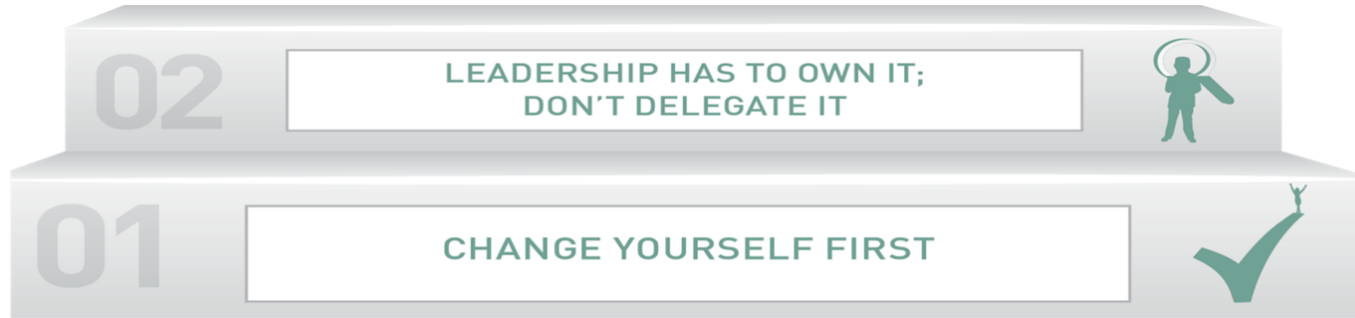 02
LEADERSHIP HAS TO OWN IT;
DON'T DELEGATE IT
01
CHANGE YOURSELF FIRST